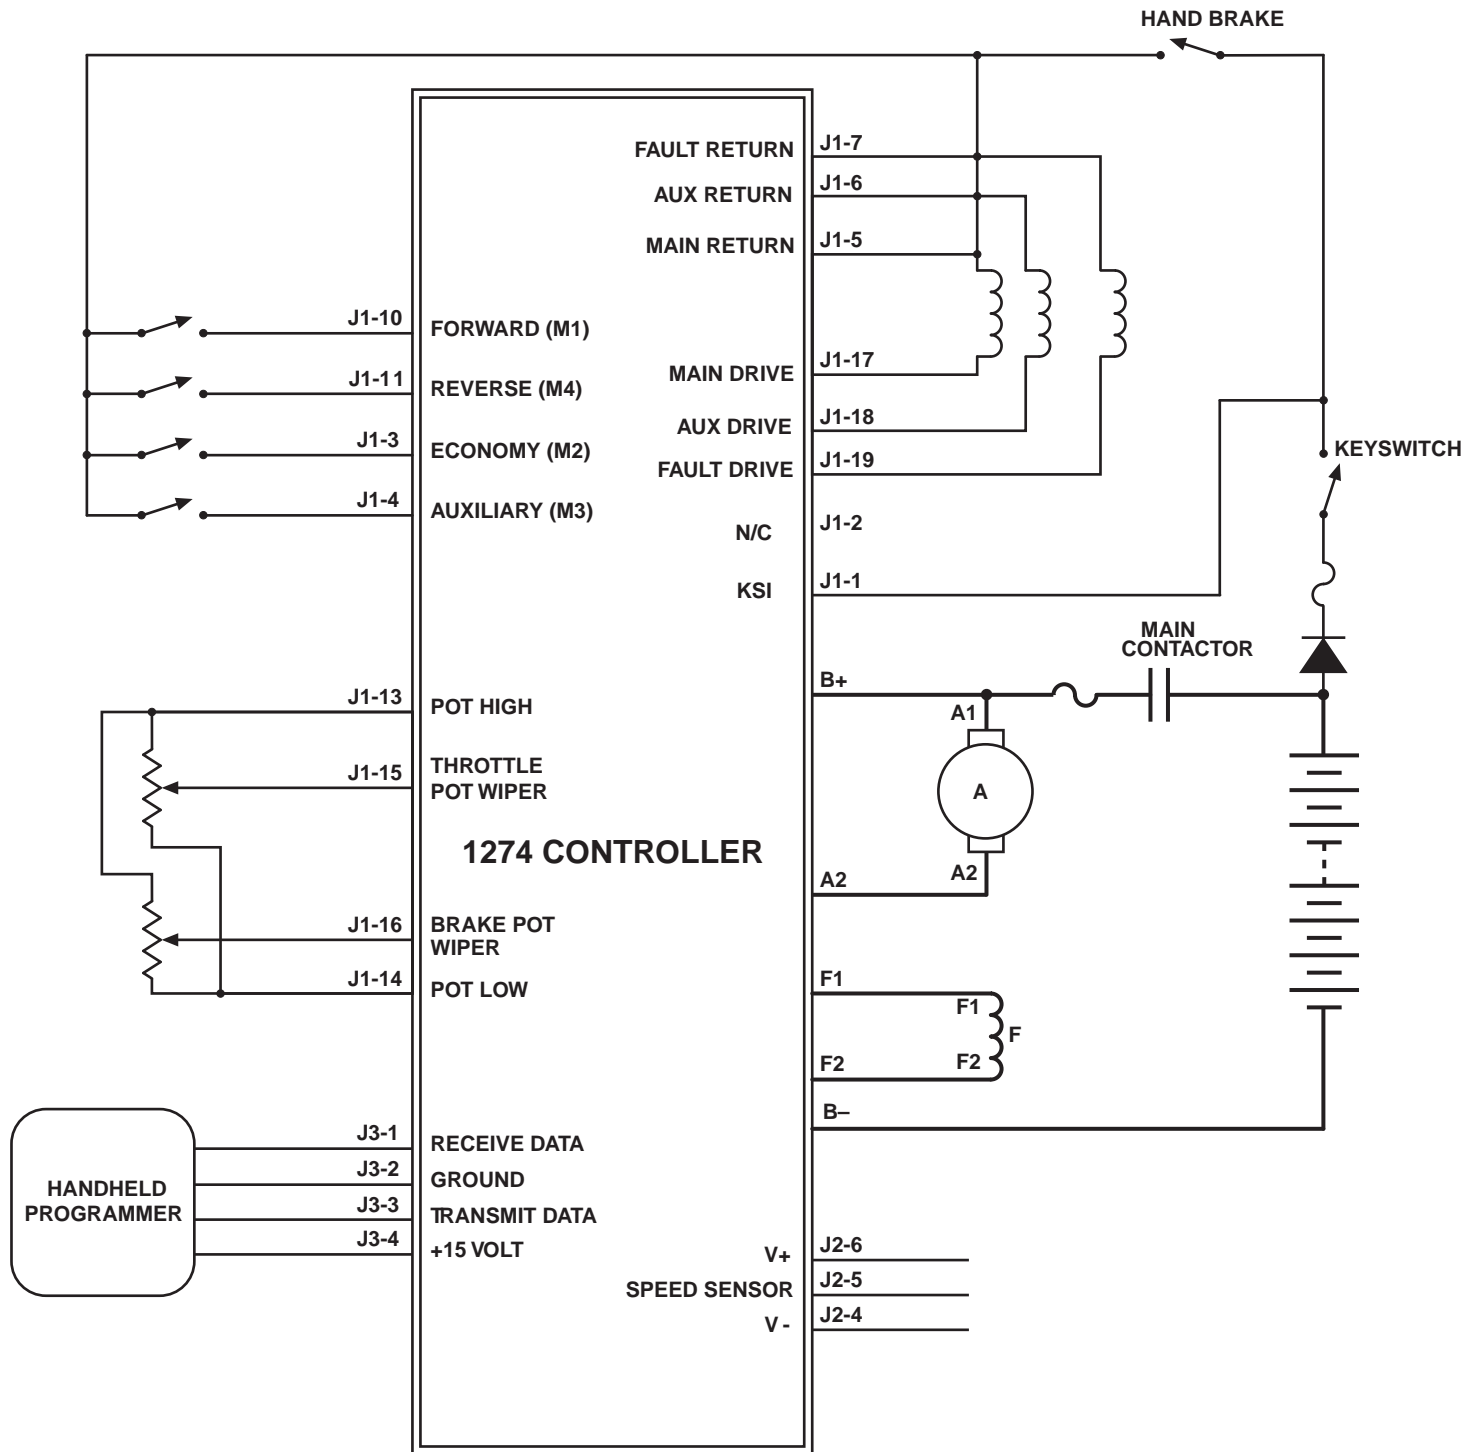 HAND BRAKE
FAULT RETURN
J1-7
AUX RETURN
J1-6
MAIN RETURN
J1-5
J1-10
FORWARD (M1)
J1-11
REVERSE (M4)
J1-3
ECONOMY (M2)
J1-4
AUXILIARY (M3)
MAIN DRIVE
J1-17
AUX DRIVE
J1-18
FAULT DRIVE
J1-19
N/C
J1-2
KSI
J1-1
KEYSWITCH
MAIN
CONTACTOR
B+
A1
A
A2
A2
J1-13
POT HIGH
J1-15
THROTTLE
POT WIPER
1274 CONTROLLER
J1-16
BRAKE POT
WIPER
J1-14
POT LOW
F1
F1
F
F2
F2
B–
HANDHELD
PROGRAMMER
J3-1
RECEIVE DATA
J3-2
GROUND
J3-3
TRANSMIT DATA
J3-4
+15 VOLT
V+
J2-6
SPEED SENSOR
J2-5
V -
J2-4